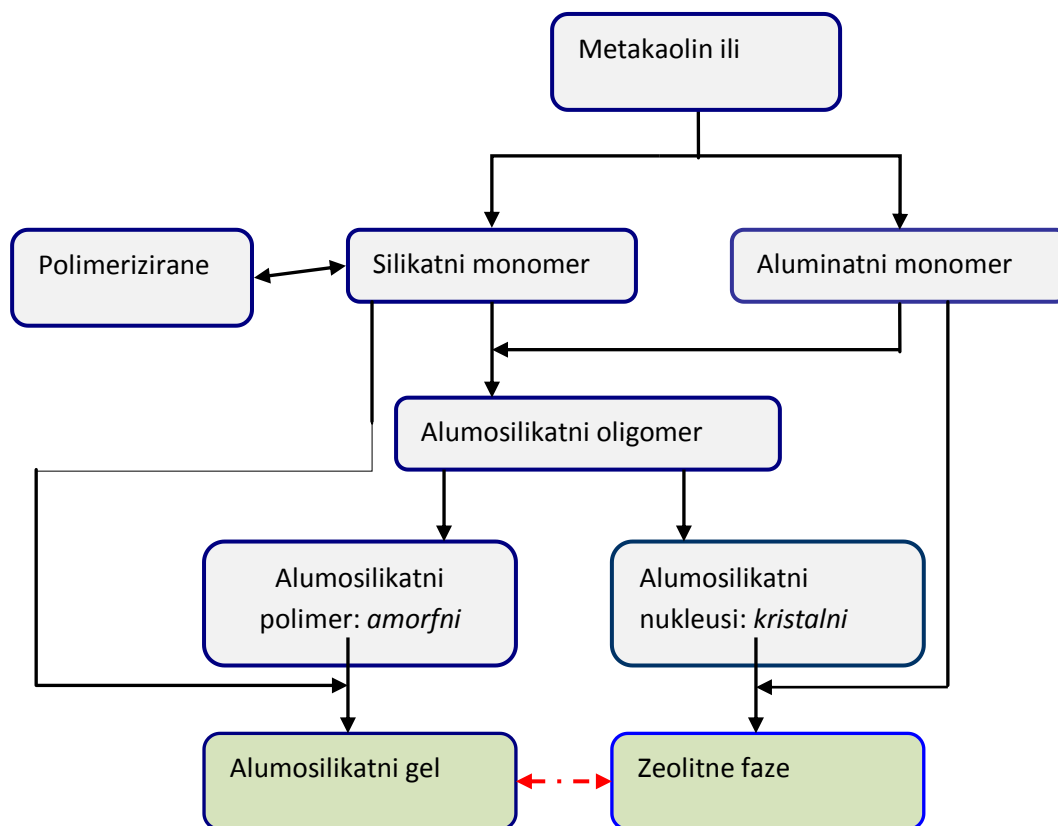 Metakaolin ili
Polimerizirane
Silikatni monomer
Aluminatni monomer
Alumosilikatni oligomer
Alumosilikatni
polimer: amorfni
Alumosilikatni
nukleusi: kristalni
Alumosilikatni gel
Zeolitne faze